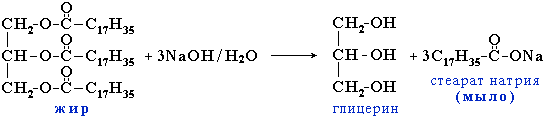 O
CH2-O-C-C17H35
O
CH-O-C-C17H35
O
CH2-O-C-C17H35
жир
+ 3NaOH/H2O ⟶
CH2-OH
CH-OH
CH2-OH
глицерин
O
+ 3C17H35-C-ONa
стеарат натрия
(мыло)